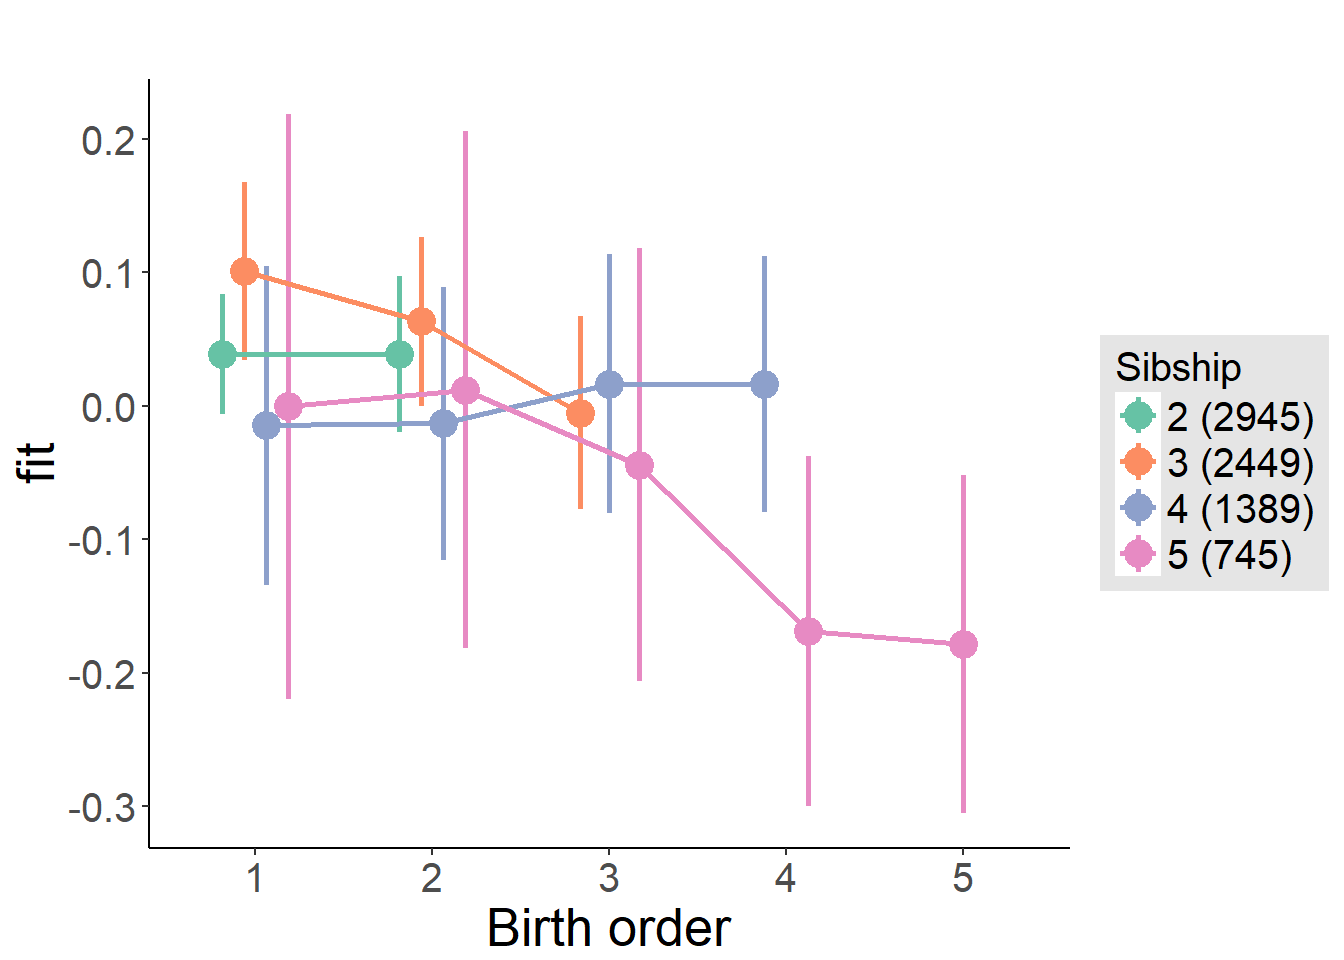 0.2
0.1
0.0
-0.1
-0.2
-0.3
fit
1 2 3 4 5
Birth order
Sibship
2 (2945)
3 (2449)
4 (1389)
5 (745)